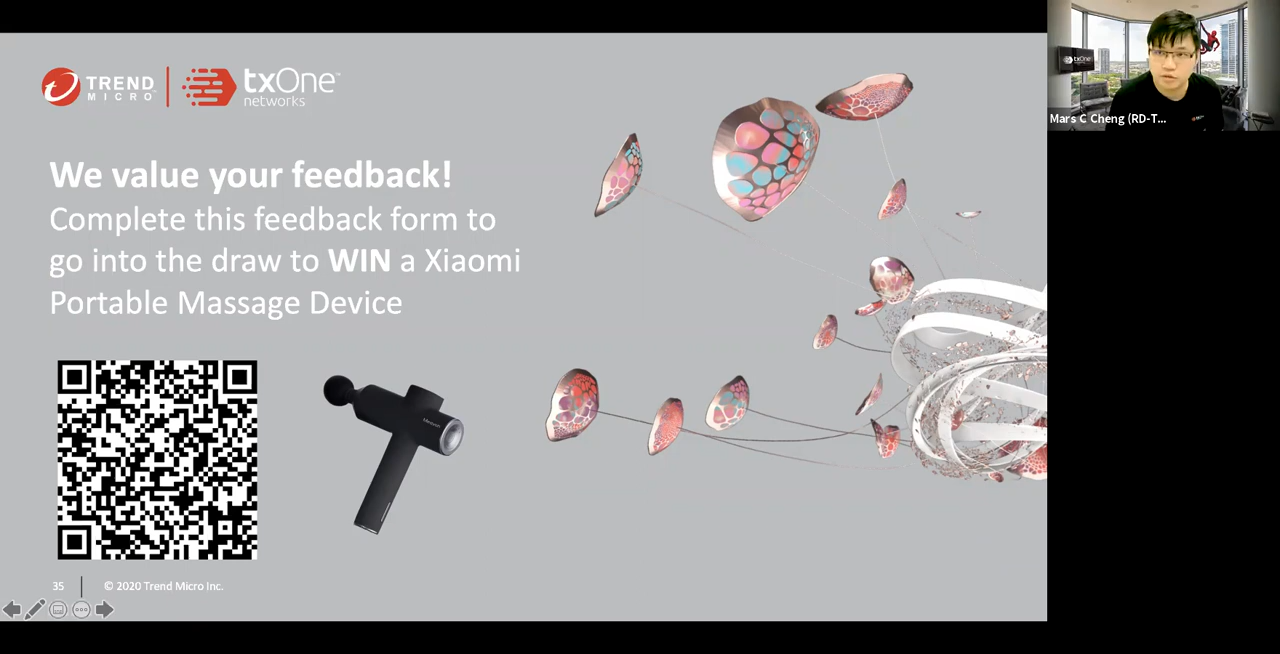 TREND
MICRO
txOne™
networks
We value your feedback!
Complete this feedback form to
go into the draw to WIN a Xiaomi
Portable Massage Device
35
© 2020 Trend Micro Inc.
Mars C Cheng (RD-T...
txOne